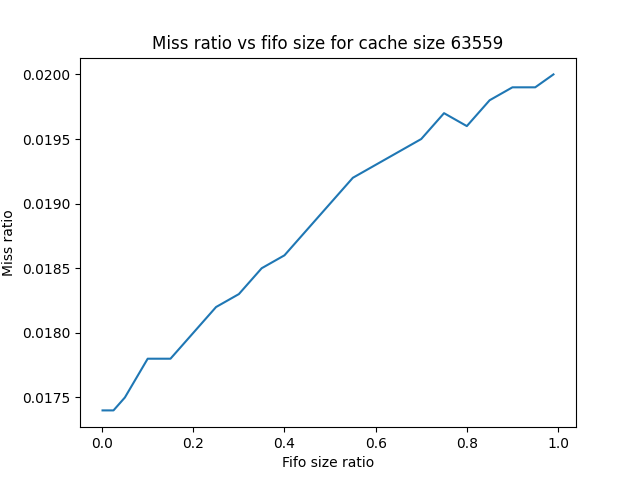 Miss ratio vs fifo size for cache size 63559
0.0200
0.0195
0.0190
0.0185
0.0180
0.0175
Miss ratio
0.0 0.2 0.4 0.6 0.8 1.0
Fifo size ratio